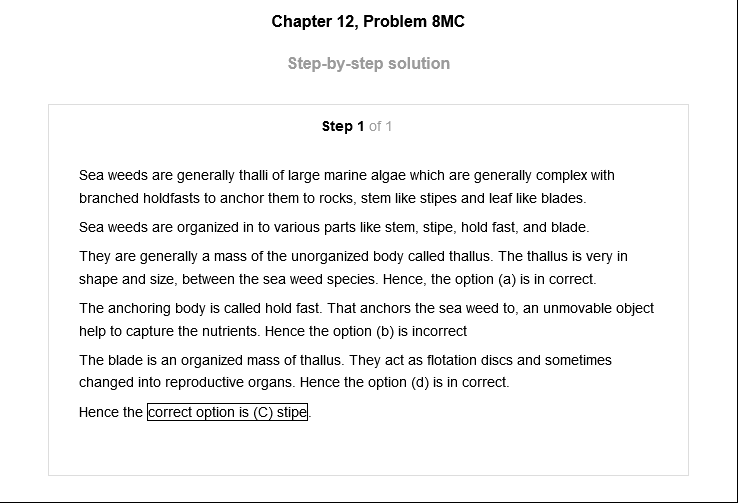 Chapter 12, Problem 8MC
Step-by-step solution
Step 1 of 1
Sea weeds are generally thalli of large marine algae which are generally complex with
branched holdfasts to anchor them to rocks, stem like stipes and leaf like blades.
Sea weeds are organized in to various parts like stem, stipe, hold fast, and blade.
They are generally a mass of the unorganized body called thallus. The thallus is very in
shape and size, between the sea weed species. Hence, the option (a) is in correct.
The anchoring body is called hold fast. That anchors the sea weed to, an unmovable object
help to capture the nutrients. Hence the option (b) is incorrect
The blade is an organized mass of thallus. They act as flotation discs and sometimes
changed into reproductive organs. Hence the option (d) is in correct.
Hence the correct option is (C) stipe.